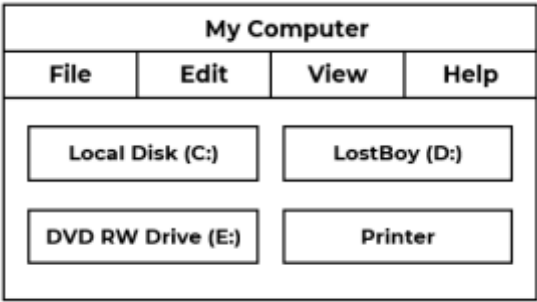 My Computer
File Edit View Help
Local Disk (C:) LostBoy (D:)
DVD RW Drive (E:) Printer